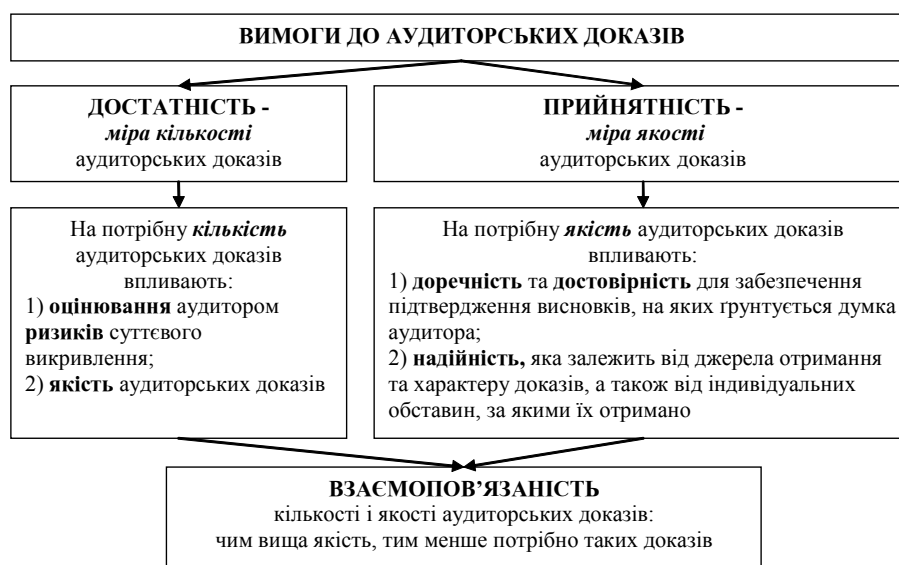 ВИМОГИ ДО АУДИТОРСЬКИХ ДОКАЗІВ
ДОСТАТНІСТЬ -
міра кількості
аудиторських доказів
ПРИЙНЯТНІСТЬ -
міра якості
аудиторських доказів
На потрібну кількість
аудиторських доказів
впливають:
1) оцінювання аудитором
ризиків суттєвого
викривлення;
2) якість аудиторських доказів
На потрібну якість аудиторських доказів
впливають:
1) доречність та достовірність для забезпечення
підтвердження висновків, на яких ґрунтується думка
аудитора;
2) надійність, яка залежить від джерела отримання
та характеру доказів, а також від індивідуальних
обставин, за якими їх отримано
ВЗАЄМОПОВ’ЯЗАНІСТЬ
кількості і якості аудиторських доказів:
чим вища якість, тим менше потрібно таких доказів